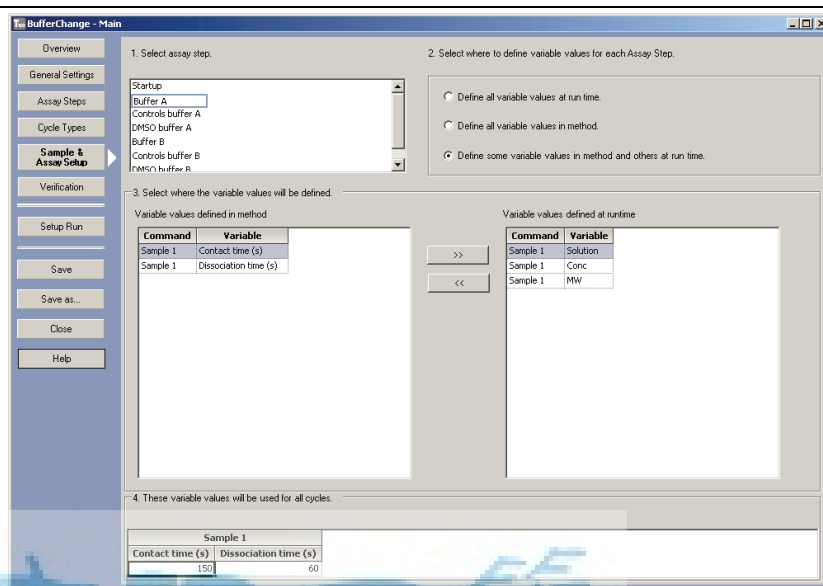 T100 BufferChange - Main
Overview
General Settings
Assay Steps
Cycle Types
Sample &
Assay Setup
Verification
Setup Run
Save
Save as...
Close
Help
1. Select assay step.
Startup
Buffer A
Controls buffer A
DMSO buffer A
Buffer B
Controls buffer B
DMSO buffer B
2. Select where to define variable values for each Assay Step.
Define all variable values at run time.
Define all variable values in method.
Define some variable values in method and others at run time.
3. Select where the variable values will be defined.
Variable values defined in method
Command Variable
Sample 1 Contact time (s)
Sample 1 Dissociation time (s)
>>
<<
Variable values defined at runtime
Command Variable
Sample 1 Solution
Sample 1 Conc
Sample 1 MW
4. These variable values will be used for all cycles.
Sample 1
Contact time (s) Dissociation time (s)
150 60